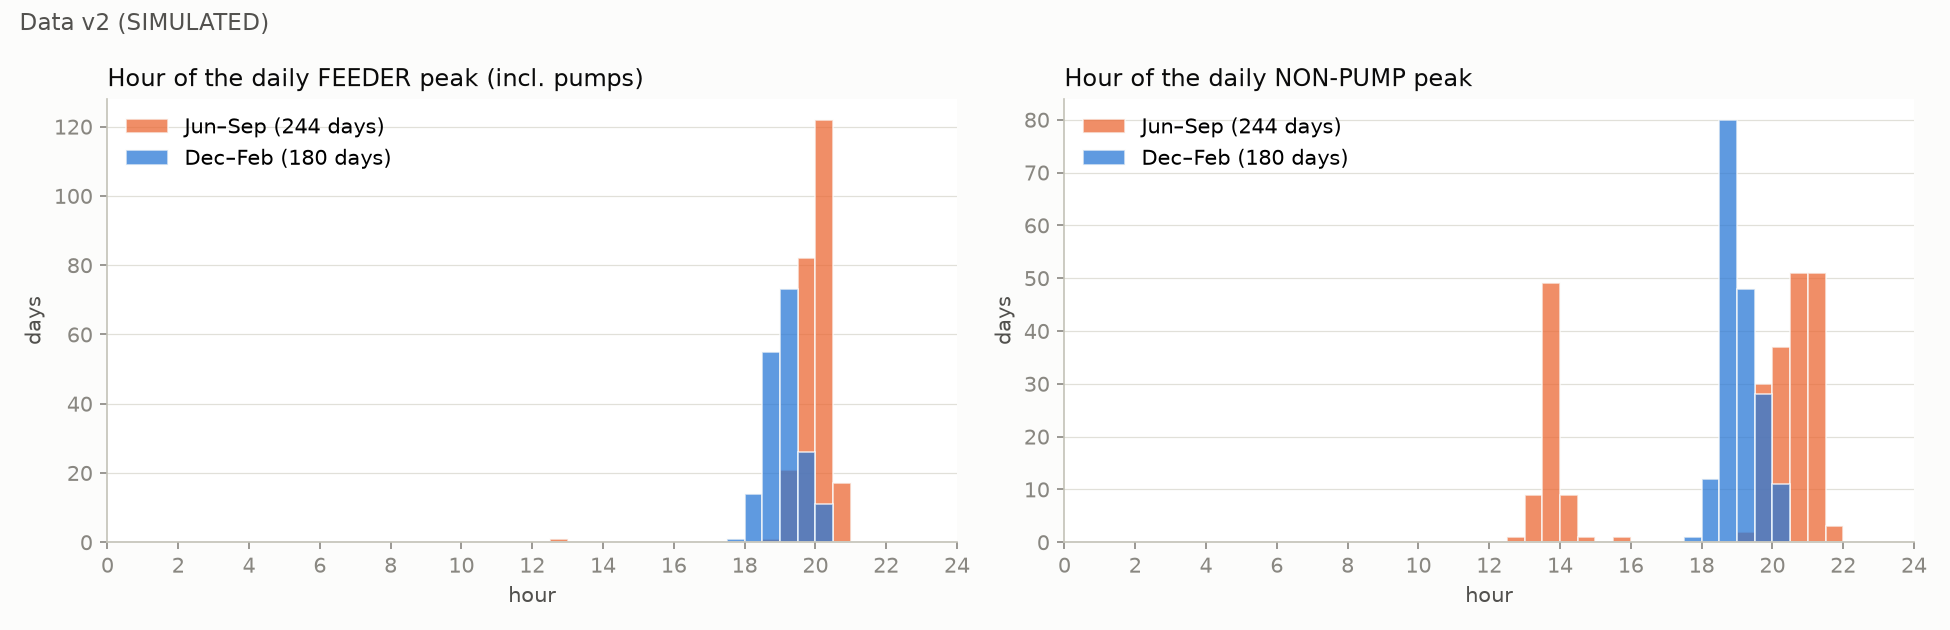 Data v2 (SIMULATED)
Hour of the daily FEEDER peak (incl. pumps)
Jun–Sep (244 days)
Dec–Feb (180 days)
120
100
80
60
40
20
0
days
0 2 4 6 8 10 12 14 16 18 20 22 24
hour
Hour of the daily NON-PUMP peak
Jun–Sep (244 days)
Dec–Feb (180 days)
80
70
60
50
40
30
20
10
0
days
0 2 4 6 8 10 12 14 16 18 20 22 24
hour